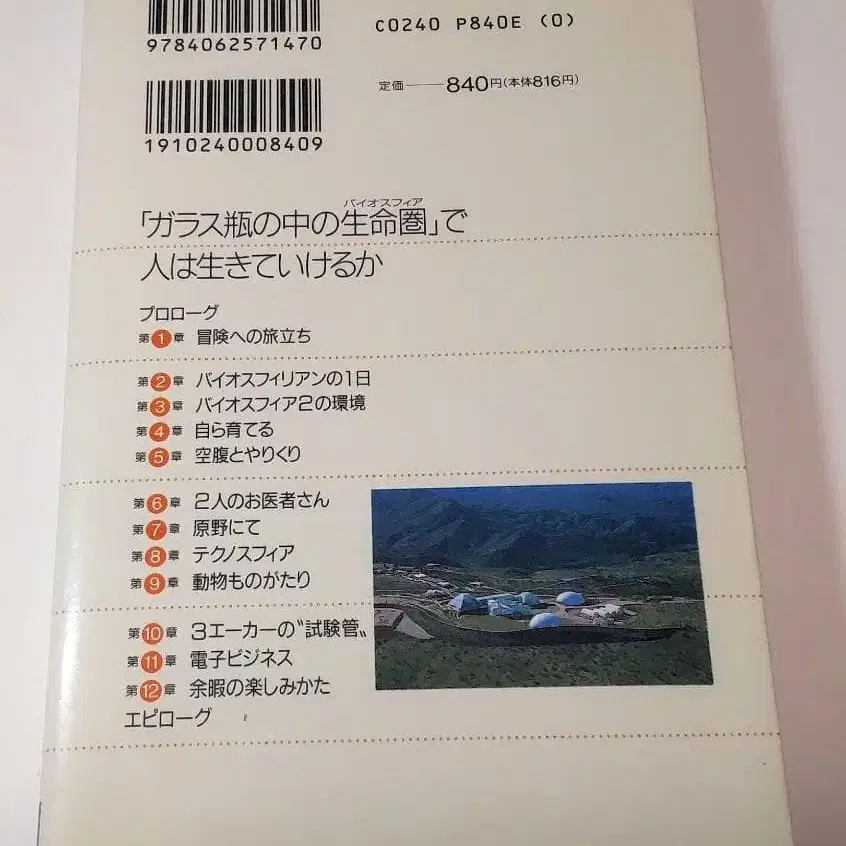 9784062571470
C0240 P840E (0)
定価──840円(本体816円)
1910240008409
バイオスフィア
「ガラス瓶の中の生命圏」で
人は生きていけるか
プロローグ
第1章 冒険への旅立ち
第2章 バイオスフィリアンの1日
第3章 バイオスフィア2の環境
第4章 自ら育てる
第5章 空腹とやりくり
第6章 2人のお医者さん
第7章 原野にて
第8章 テクノスフィア
第9章 動物ものがたり
第10章 3エーカーの〝試験管〟
第11章 電子ビジネス
第12章 余暇の楽しみかた
エピローグ